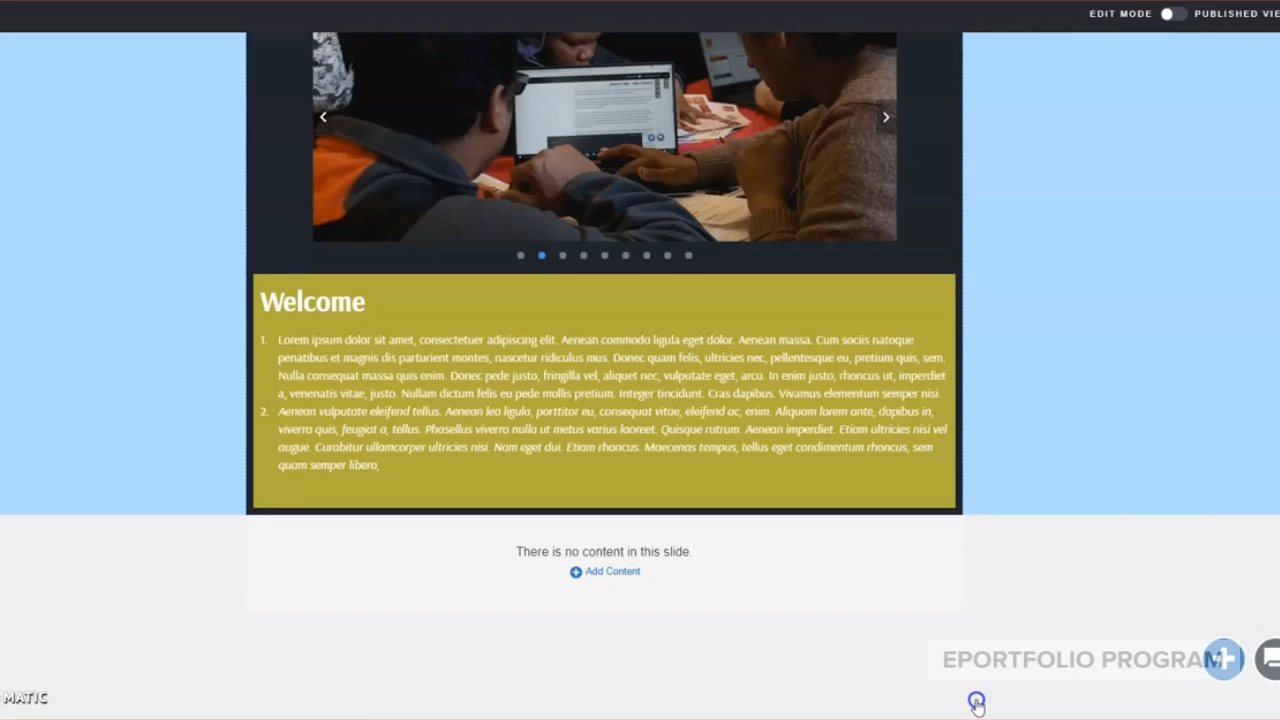 EDIT MODE PUBLISHED VIE
Welcome
1. Lorem ipsum dolor sit amet, consectetuer adipiscing elit. Aenean commodo ligula eget dolor. Aenean massa. Cum sociis natoque
penatibus et magnis dis parturient montes, nascetur ridiculus mus. Donec quam felis, ultricies nec, pellentesque eu, pretium quis, sem.
Nulla consequat massa quis enim. Donec pede justo, fringilla vel, aliquet nec, vulputate eget, arcu. In enim justo, rhoncus ut, imperdiet
a, venenatis vitae, justo. Nullam dictum felis eu pede mollis pretium. Integer tincidunt. Cras dapibus. Vivamus elementum semper nisi.
2. Aenean vulputate eleifend tellus. Aenean leo ligula, porttitor eu, consequat vitae, eleifend ac, enim. Aliquam lorem ante, dapibus in,
viverra quis, feugiat a, tellus. Phasellus viverra nulla ut metus varius laoreet. Quisque rutrum. Aenean imperdiet. Etiam ultricies nisi vel
augue. Curabitur ullamcorper ultricies nisi. Nam eget dui. Etiam rhoncus. Maecenas tempus, tellus eget condimentum rhoncus, sem
quam semper libero,
There is no content in this slide.
Add Content
EPORTFOLIO PROGRAM
MATIC